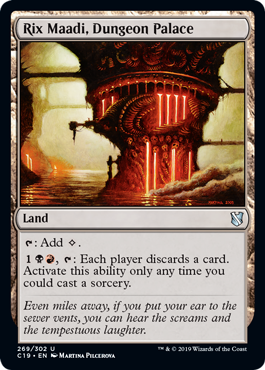 Rix Maadi, Dungeon Palace
Land
: Add .
1 , : Each player discards a card.
Activate this ability only any time you
could cast a sorcery.
Even miles away, if you put your ear to the
sewer vents, you can hear the screams and
the tempestuous laughter.
269/302 U
C19 • EN Martina Pilcerova
™ & © 2019 Wizards of the Coast